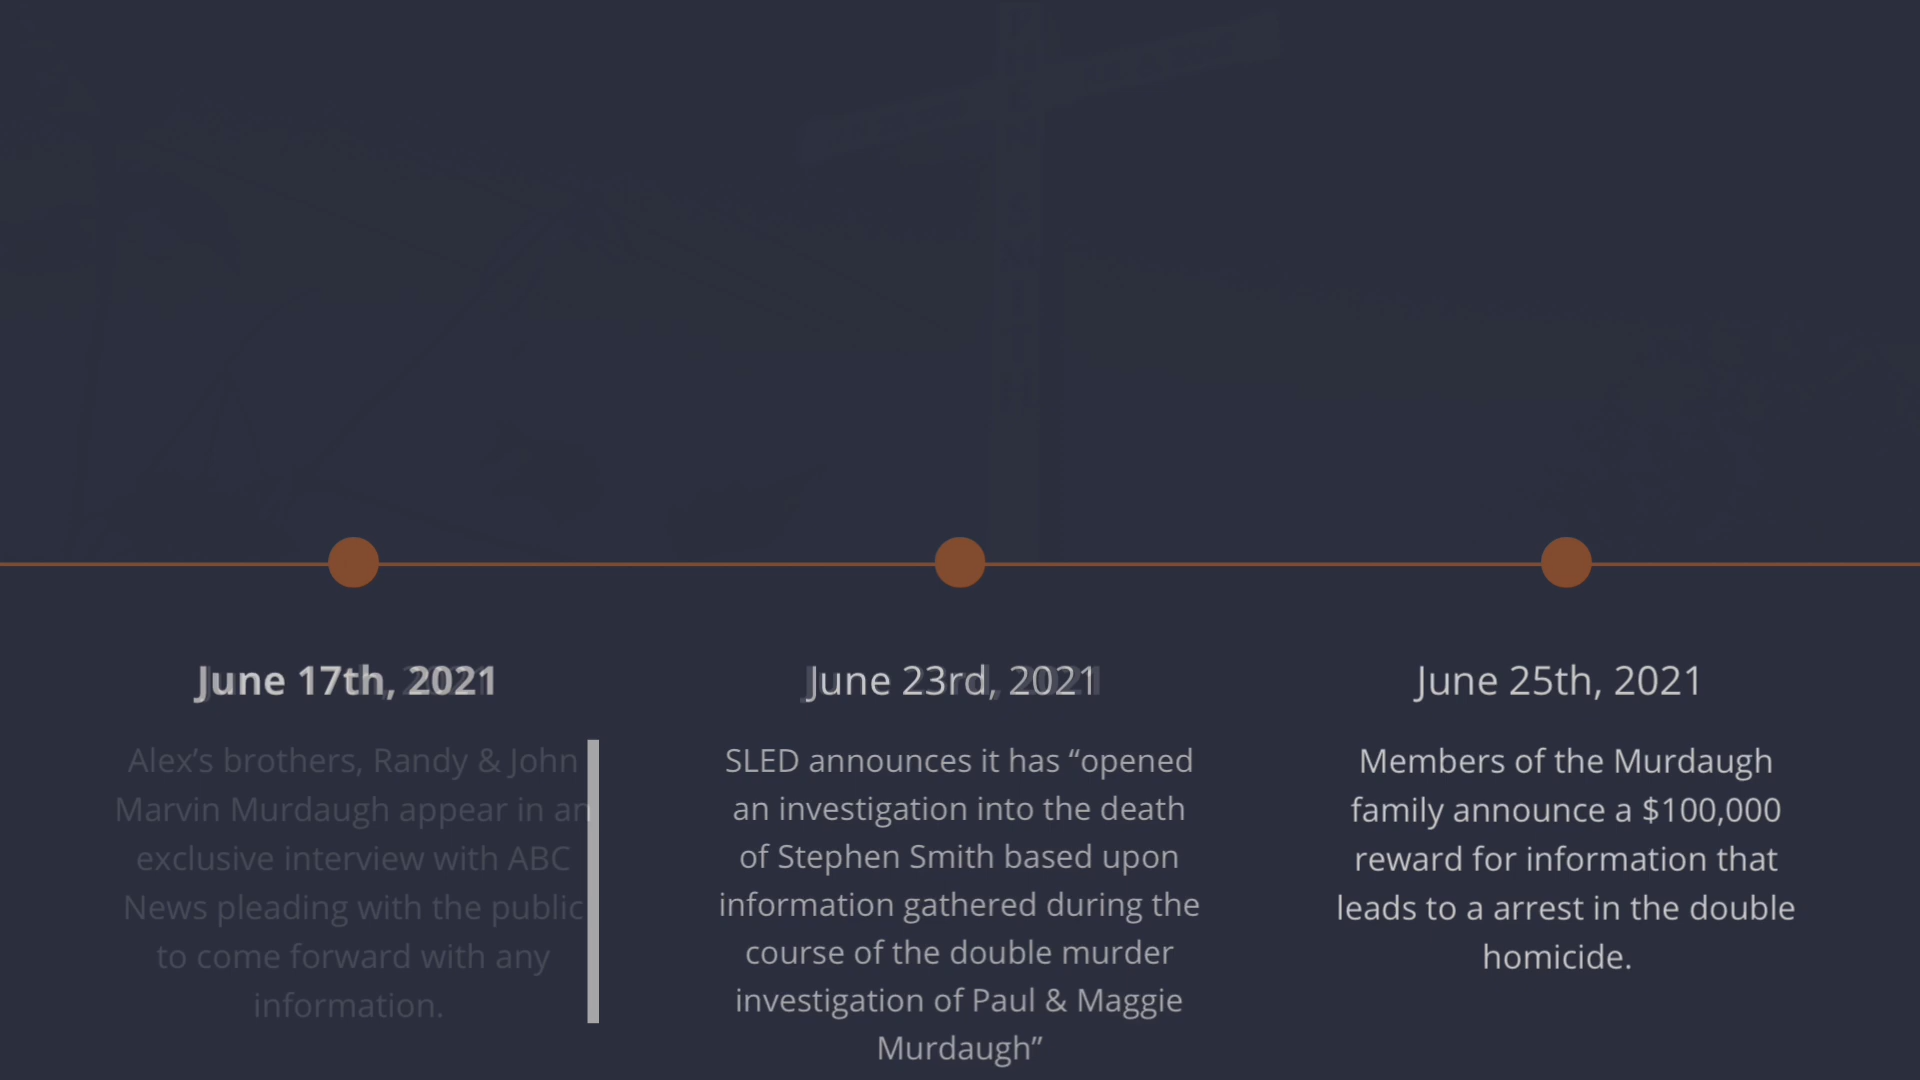 June 17th, 2021
Alex’s brothers, Randy & John
Marvin Murdaugh appear in an
exclusive interview with ABC
News pleading with the public
to come forward with any
information.
June 23rd, 2021
SLED announces it has “opened
an investigation into the death
of Stephen Smith based upon
information gathered during the
course of the double murder
investigation of Paul & Maggie
Murdaugh”
June 25th, 2021
Members of the Murdaugh
family announce a $100,000
reward for information that
leads to a arrest in the double
homicide.